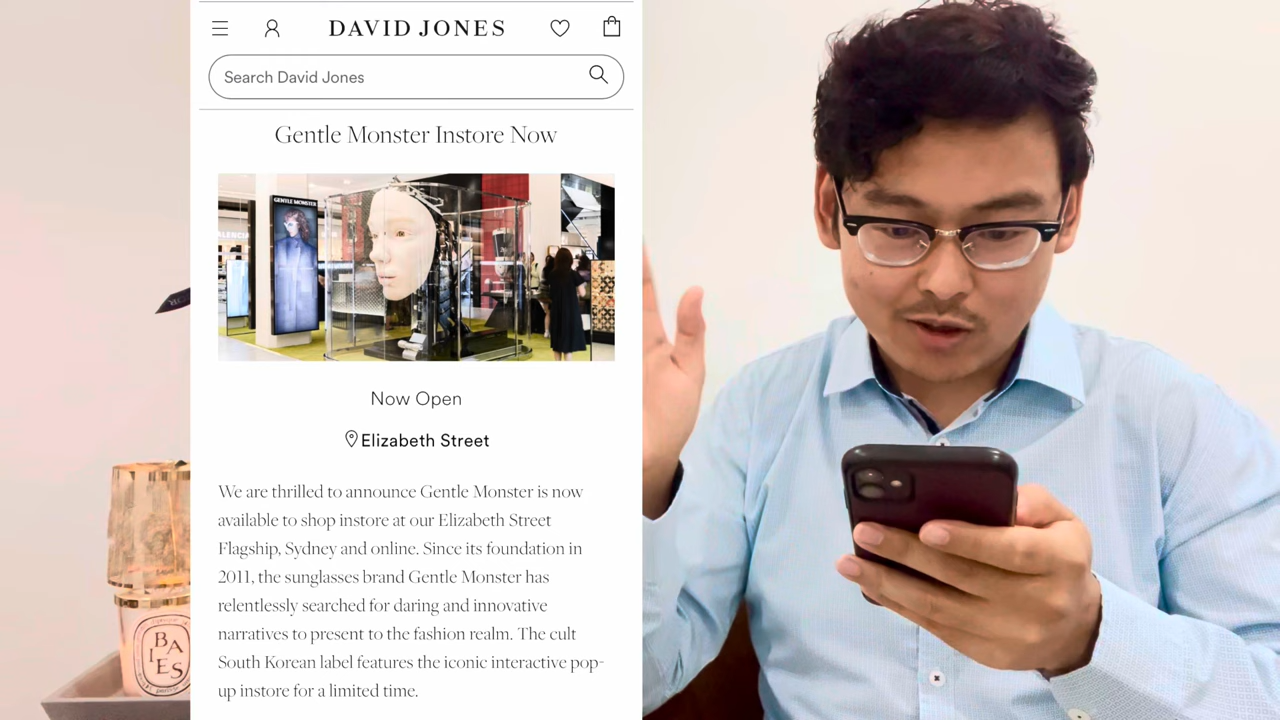 DAVID JONES
Search David Jones
Gentle Monster Instore Now
GENTLE MONSTER
Now Open
Elizabeth Street
We are thrilled to announce Gentle Monster is now
available to shop instore at our Elizabeth Street
Flagship, Sydney and online. Since its foundation in
2011, the sunglasses brand Gentle Monster has
relentlessly searched for daring and innovative
narratives to present to the fashion realm. The cult
South Korean label features the iconic interactive pop-
up instore for a limited time.
BA
IES